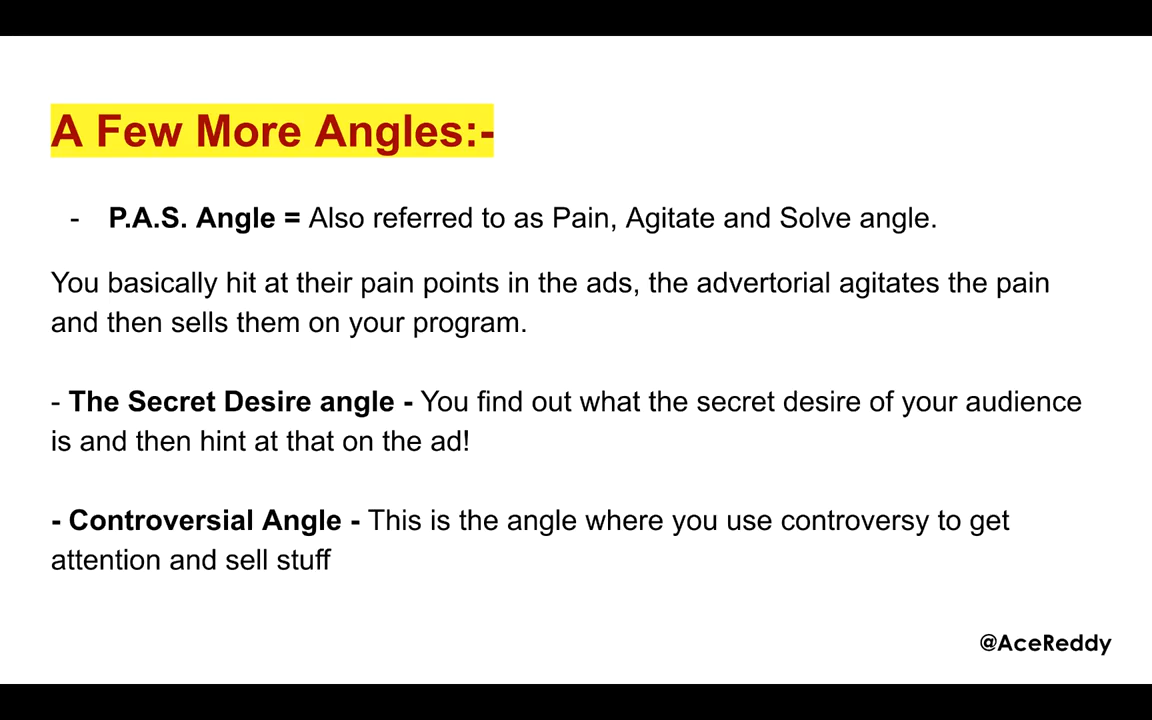 A Few More Angles:-
- P.A.S. Angle = Also referred to as Pain, Agitate and Solve angle.
You basically hit at their pain points in the ads, the advertorial agitates the pain
and then sells them on your program.
- The Secret Desire angle - You find out what the secret desire of your audience
is and then hint at that on the ad!
- Controversial Angle - This is the angle where you use controversy to get
attention and sell stuff
@AceReddy